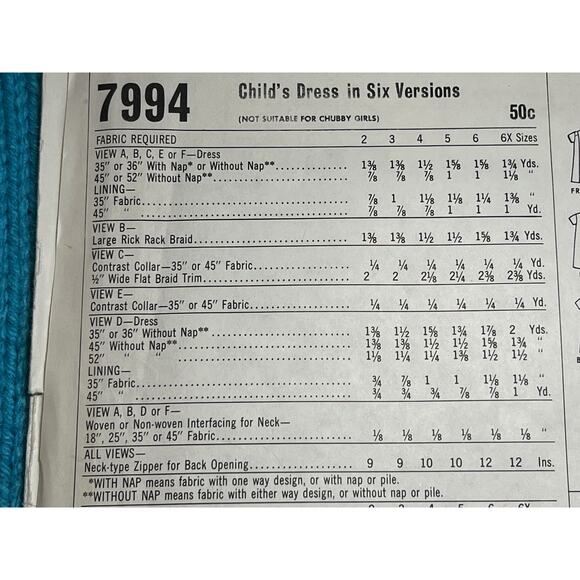 7994
Child's Dress in Six Versions
(NOT SUITABLE FOR CHUBBY GIRLS)
50c
FABRIC REQUIRED 2 3 4 5 6 6X Sizes
VIEW A, B, C, E or F—Dress
35" or 36" With Nap* or Without Nap**.......... 1⅜ 1⅜ 1½ 1⅝ 1⅝ 1¾ Yds.
45" or 52" Without Nap**.......... ⅞ ⅞ ⅞ 1 1 1⅛ "
LINING—
35" Fabric.......... ⅞ 1 1⅛ 1⅛ 1¼ 1⅜ "
45" " .......... ⅞ ⅞ ⅞ 1 1 1 Yd.
VIEW B—
Large Rick Rack Braid.......... 1⅜ 1⅜ 1½ 1½ 1⅝ 1¾ Yds.
VIEW C—
Contrast Collar—35" or 45" Fabric.......... ¼ ¼ ¼ ¼ ¼ ¼ Yd.
½" Wide Flat Braid Trim.......... 2 2 2⅛ 2¼ 2⅜ 2⅜ Yds.
VIEW E—
Contrast Collar—35" or 45" Fabric.......... ¼ ¼ ¼ ¼ ¼ ¼ Yd.
VIEW D—Dress
35" or 36" Without Nap**.......... 1⅜ 1½ 1⅝ 1¾ 1⅞ 2 Yds.
45" Without Nap**.......... 1⅜ 1⅜ 1½ 1½ 1⅝ 1¾ "
52" " " .......... 1⅛ 1¼ 1¼ 1⅜ 1½ 1½ "
LINING—
35" Fabric.......... ¾ ⅞ 1 1 1⅛ 1⅛ "
45" " .......... ¾ ¾ ¾ ⅞ ⅞ 1 Yd.
VIEW A, B, D or F—
Woven or Non-woven Interfacing for Neck—
18", 25", 35" or 45" Fabric.......... ⅛ ⅛ ⅛ ⅛ ⅛ ⅛ "
ALL VIEWS—
Neck-type Zipper for Back Opening.......... 9 9 10 10 12 12 Ins.
*WITH NAP means fabric with one way design, or with nap or pile.
**WITHOUT NAP means fabric with either way design, or without nap or pile.